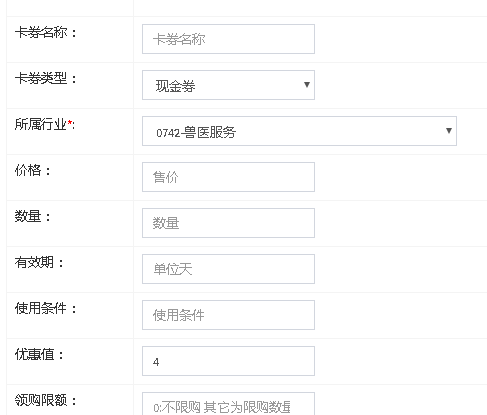 卡券名称： 卡券名称
卡券类型： 现金券
所属行业*: 0742-兽医服务
价格： 售价
数量： 数量
有效期： 单位天
使用条件： 使用条件
优惠值： 4
领购限额： 0:不限购 其它为限购数量